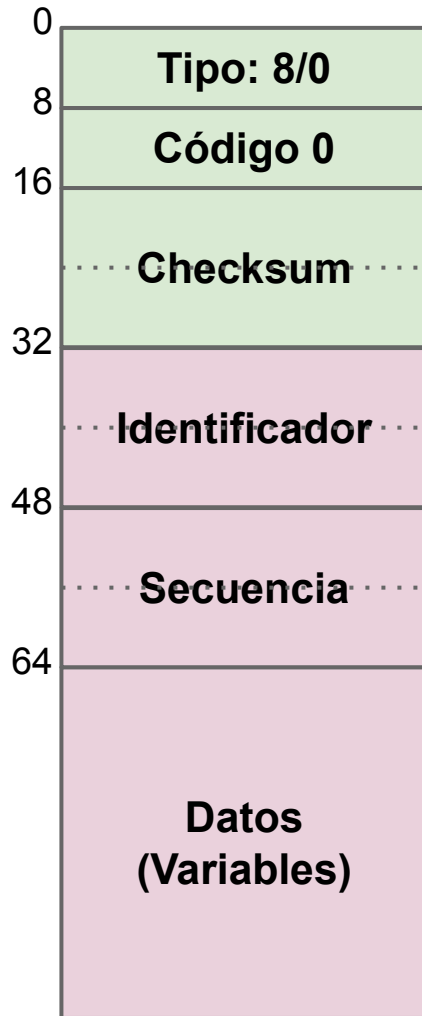 0
Tipo: 8/0
8
Código 0
16
Checksum
32
Identificador
48
Secuencia
64
Datos
(Variables)